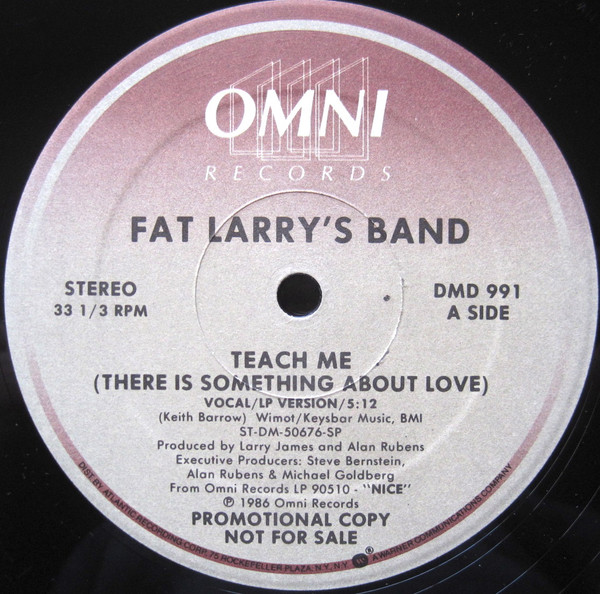 OMNI
RECORDS
FAT LARRY'S BAND
STEREO
33 1/3 RPM
DMD 991
A SIDE
TEACH ME
(THERE IS SOMETHING ABOUT LOVE)
VOCAL/LP VERSION/5:12
(Keith Barrow) Wimot/Keysbar Music, BMI
ST-DM-50676-SP
Produced by Larry James and Alan Rubens
Executive Producers: Steve Bernstein,
Alan Rubens & Michael Goldberg
From Omni Records LP 90510 - "NICE"
℗ 1986 Omni Records
PROMOTIONAL COPY
NOT FOR SALE
DIST. BY ATLANTIC RECORDING CORP. 75 ROCKEFELLER PLAZA, N.Y., N.Y. ® A WARNER COMMUNICATIONS COMPANY